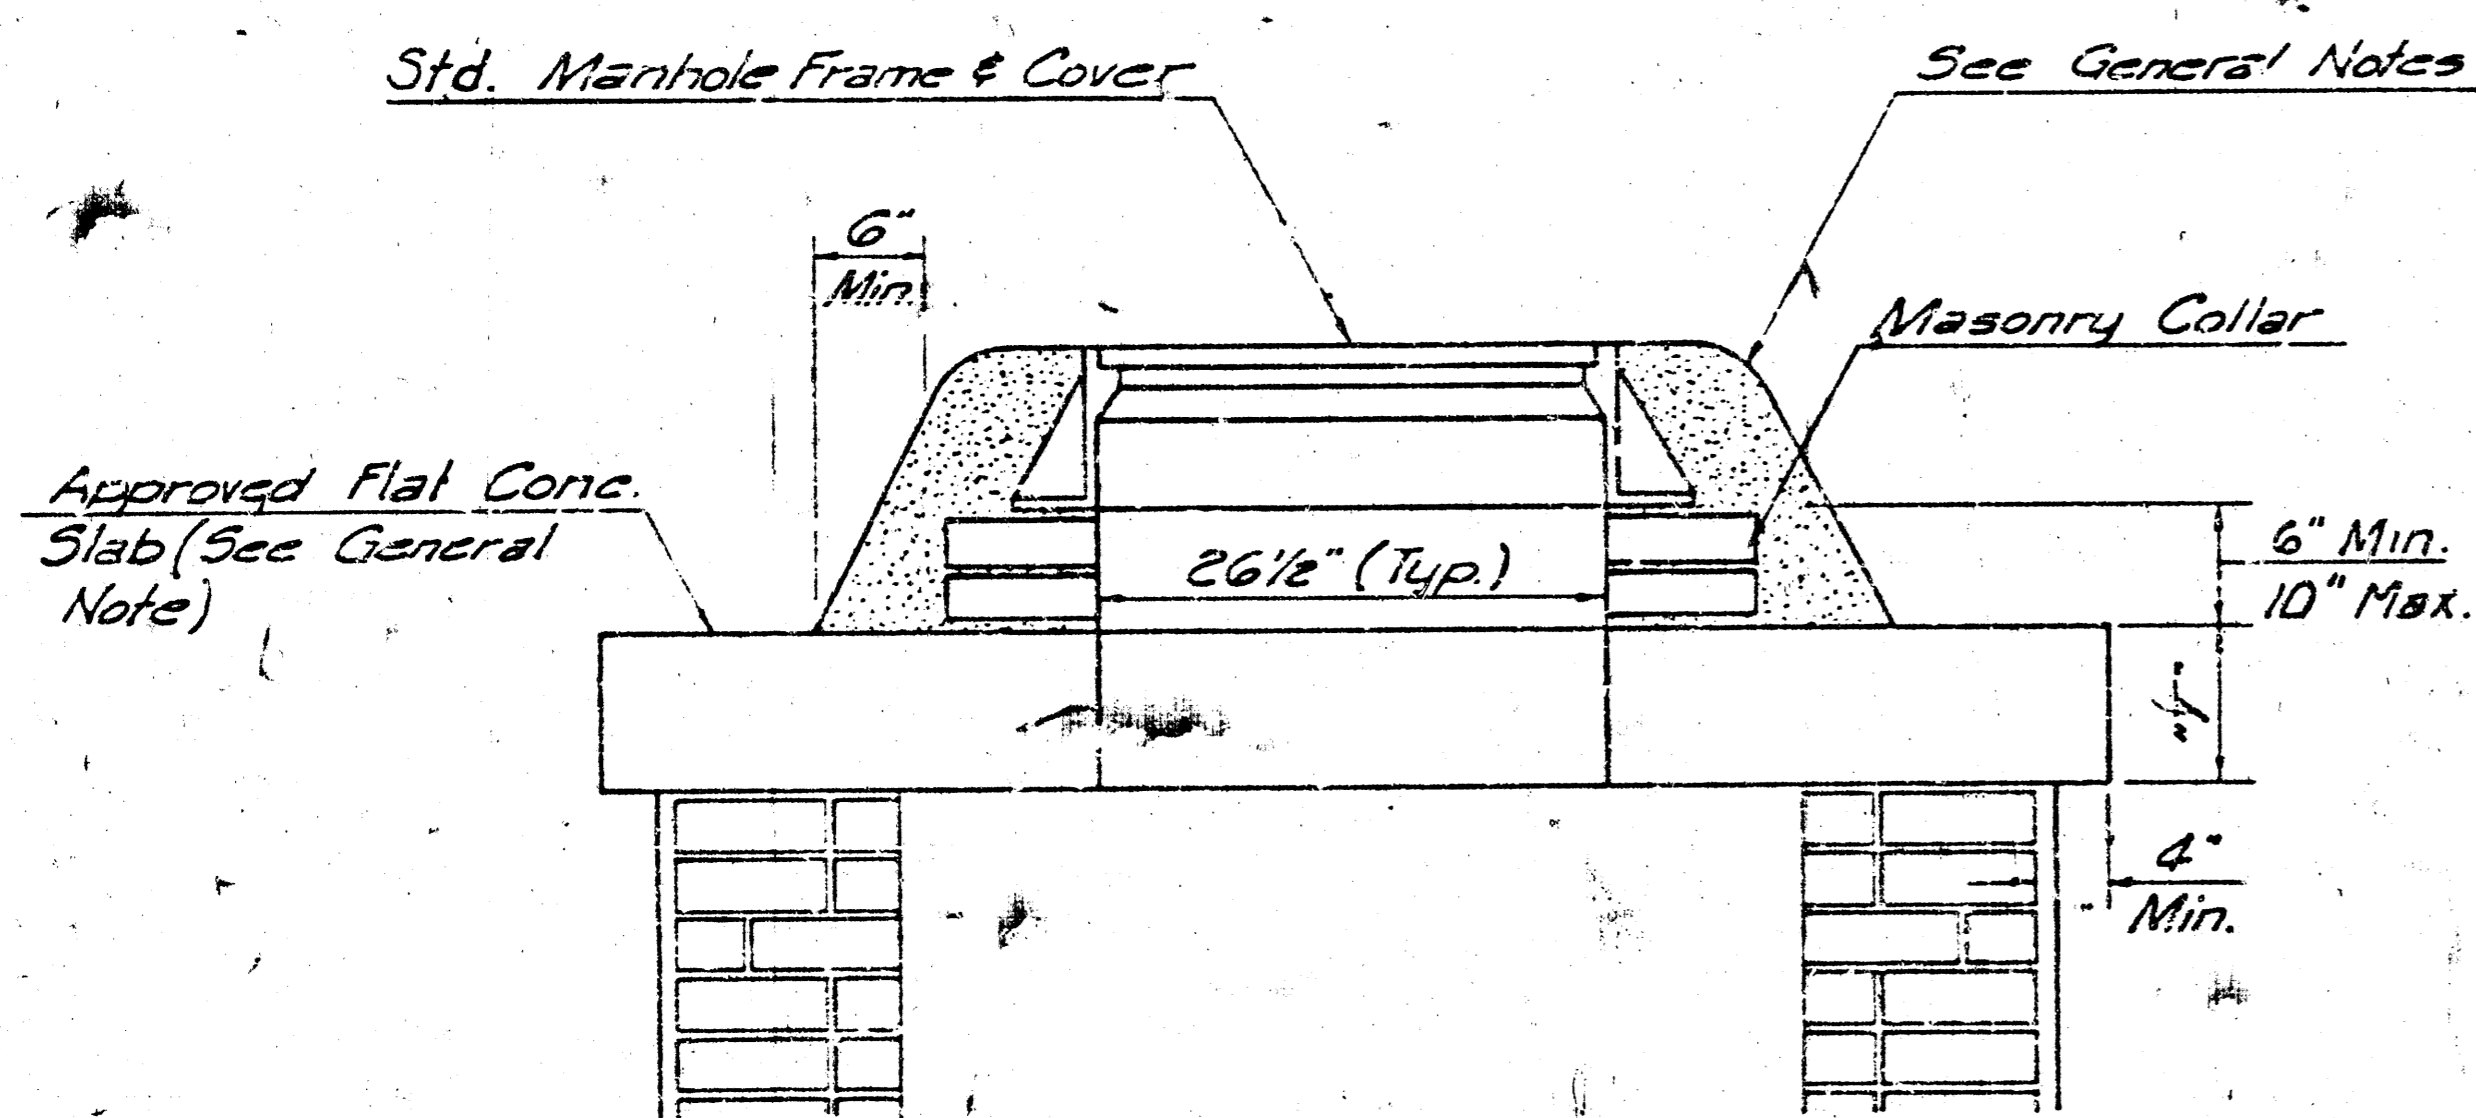 Std. Manhole Frame & Cover
See General Notes
6"
Min.
Masonry Collar
Approved Flat Conc.
Slab (See General
Note)
26½" (Typ.)
6" Min.
10" Max.
4"
Min.